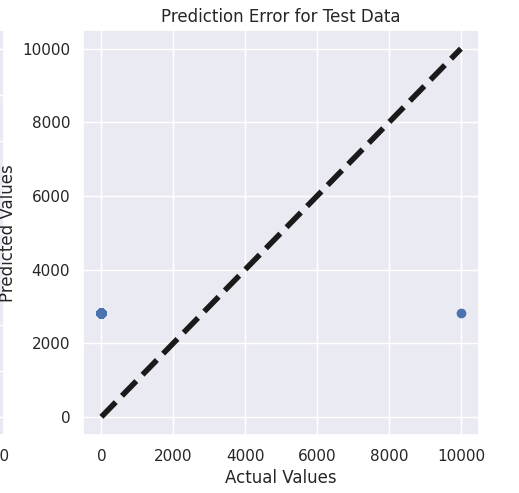 Prediction Error for Test Data
10000
8000
6000
4000
2000
0
Predicted Values
0
0 2000 4000 6000 8000 10000
Actual Values